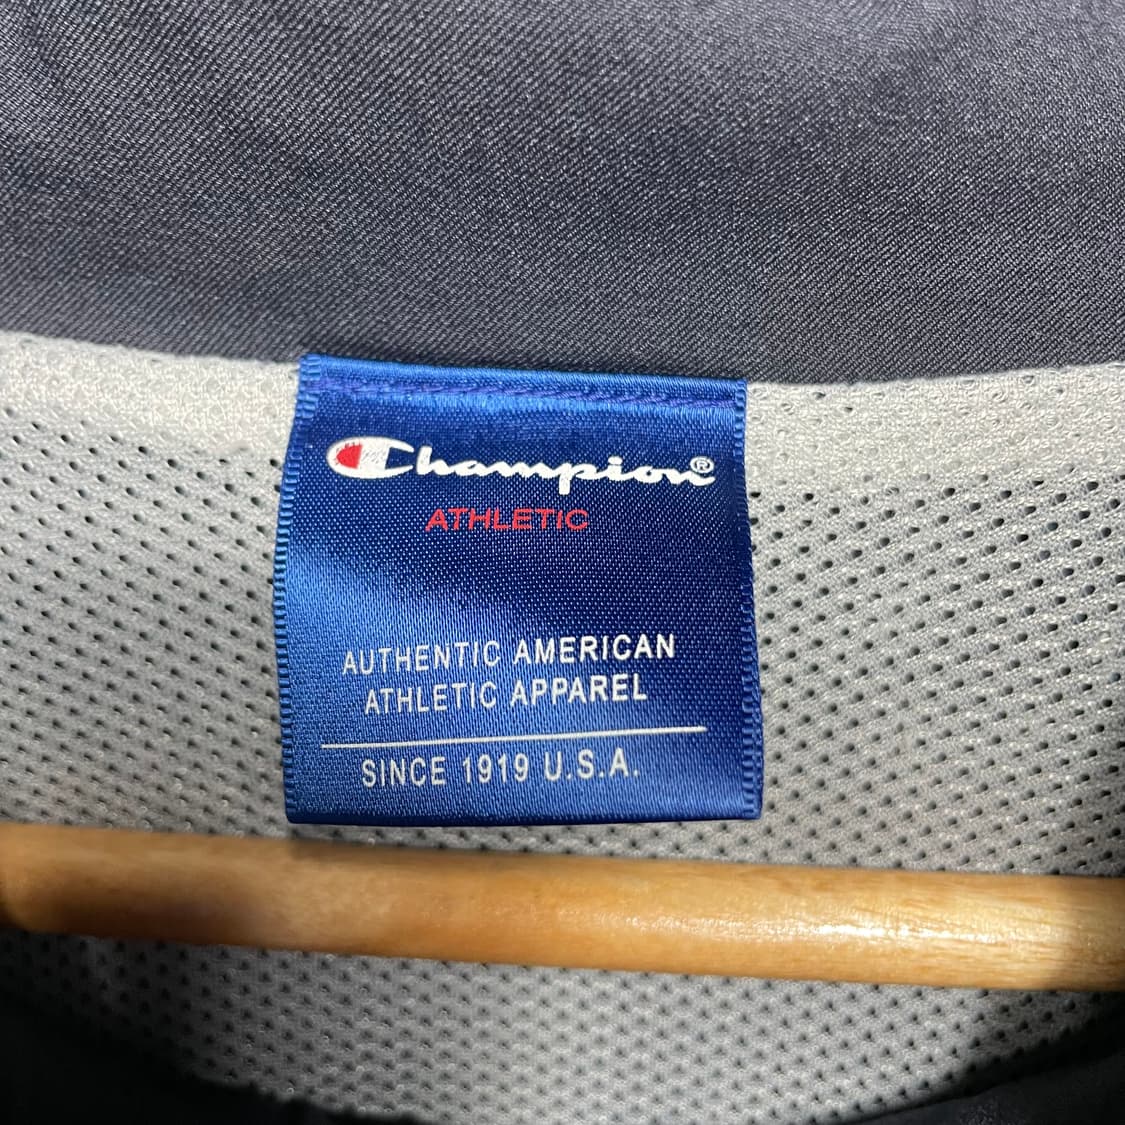 Champion®
ATHLETIC
AUTHENTIC AMERICAN
ATHLETIC APPAREL
SINCE 1919 U.S.A.